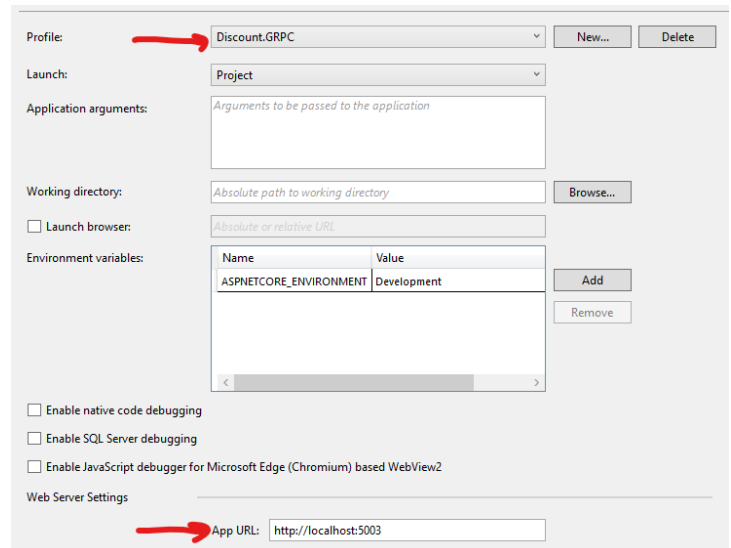 Profile: Discount.GRPC New... Delete
Launch: Project
Application arguments: Arguments to be passed to the application
Working directory: Absolute path to working directory Browse...
Launch browser: Absolute or relative URL
Environment variables: Name Value
ASPNETCORE_ENVIRONMENT Development Add
Remove
Enable native code debugging
Enable SQL Server debugging
Enable JavaScript debugger for Microsoft Edge (Chromium) based WebView2
Web Server Settings
App URL: http://localhost:5003